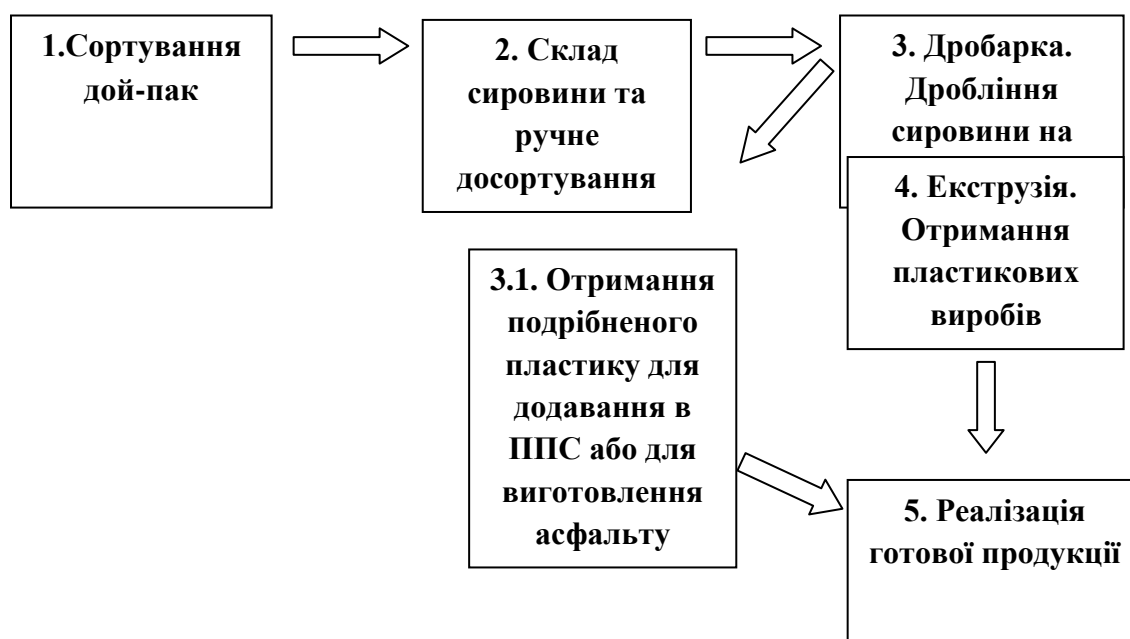 1.Сортування
дой-пак
2. Склад
сировини та
ручне
досортування
3. Дробарка.
Дробління
сировини на
4. Екструзія.
Отримання
пластикових
виробів
3.1. Отримання
подрібненого
пластику для
додавання в
ППС або для
виготовлення
асфальту
5. Реалізація
готової продукції